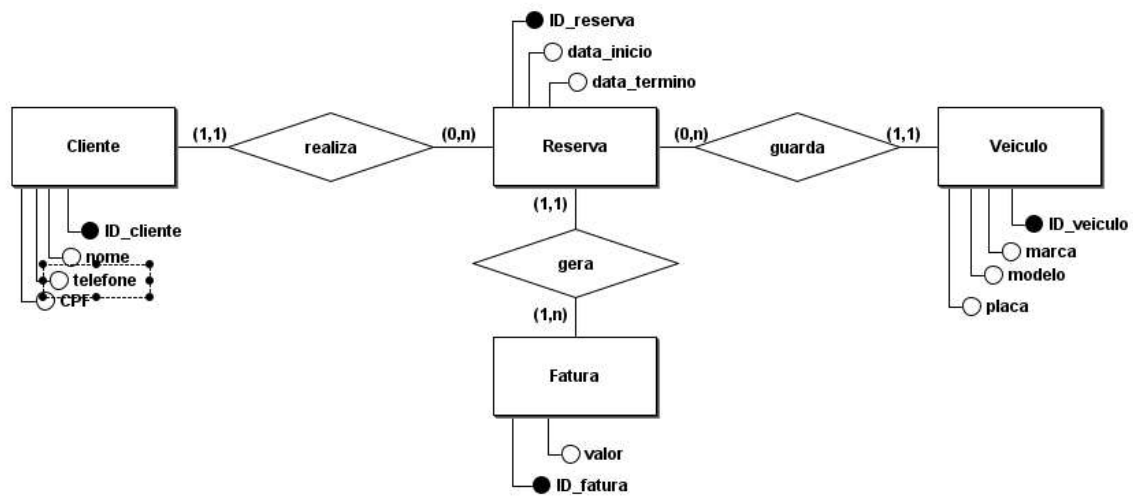 ID_reserva
data_inicio
data_termino
Cliente
(1,1)
realiza
(0,n)
Reserva
(0,n)
guarda
(1,1)
Veiculo
(1,1)
ID_cliente
nome
telefone
CPF
ID_veiculo
marca
modelo
placa
gera
(1,n)
Fatura
valor
ID_fatura